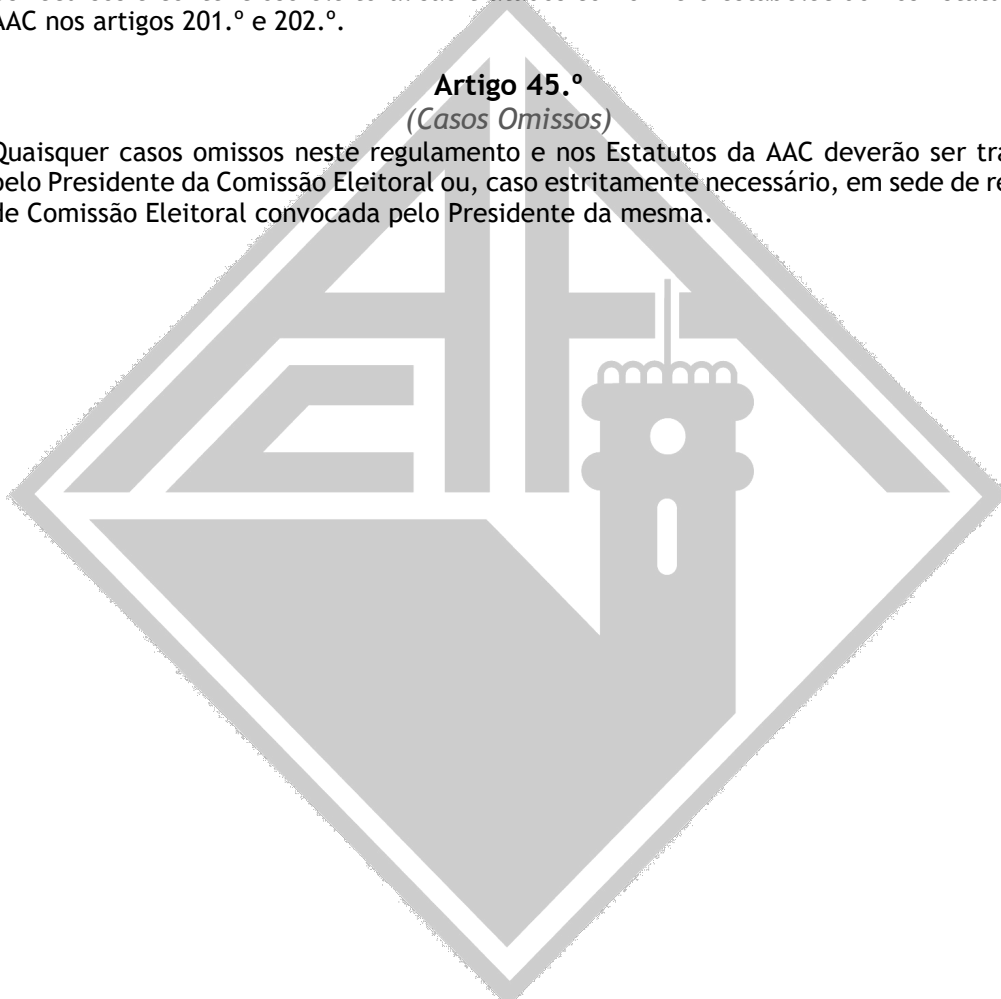 AAC nos artigos 201.º e 202.º.
Artigo 45.º
(Casos Omissos)
Quaisquer casos omissos neste regulamento e nos Estatutos da AAC deverão ser tra
pelo Presidente da Comissão Eleitoral ou, caso estritamente necessário, em sede de re
de Comissão Eleitoral convocada pelo Presidente da mesma.